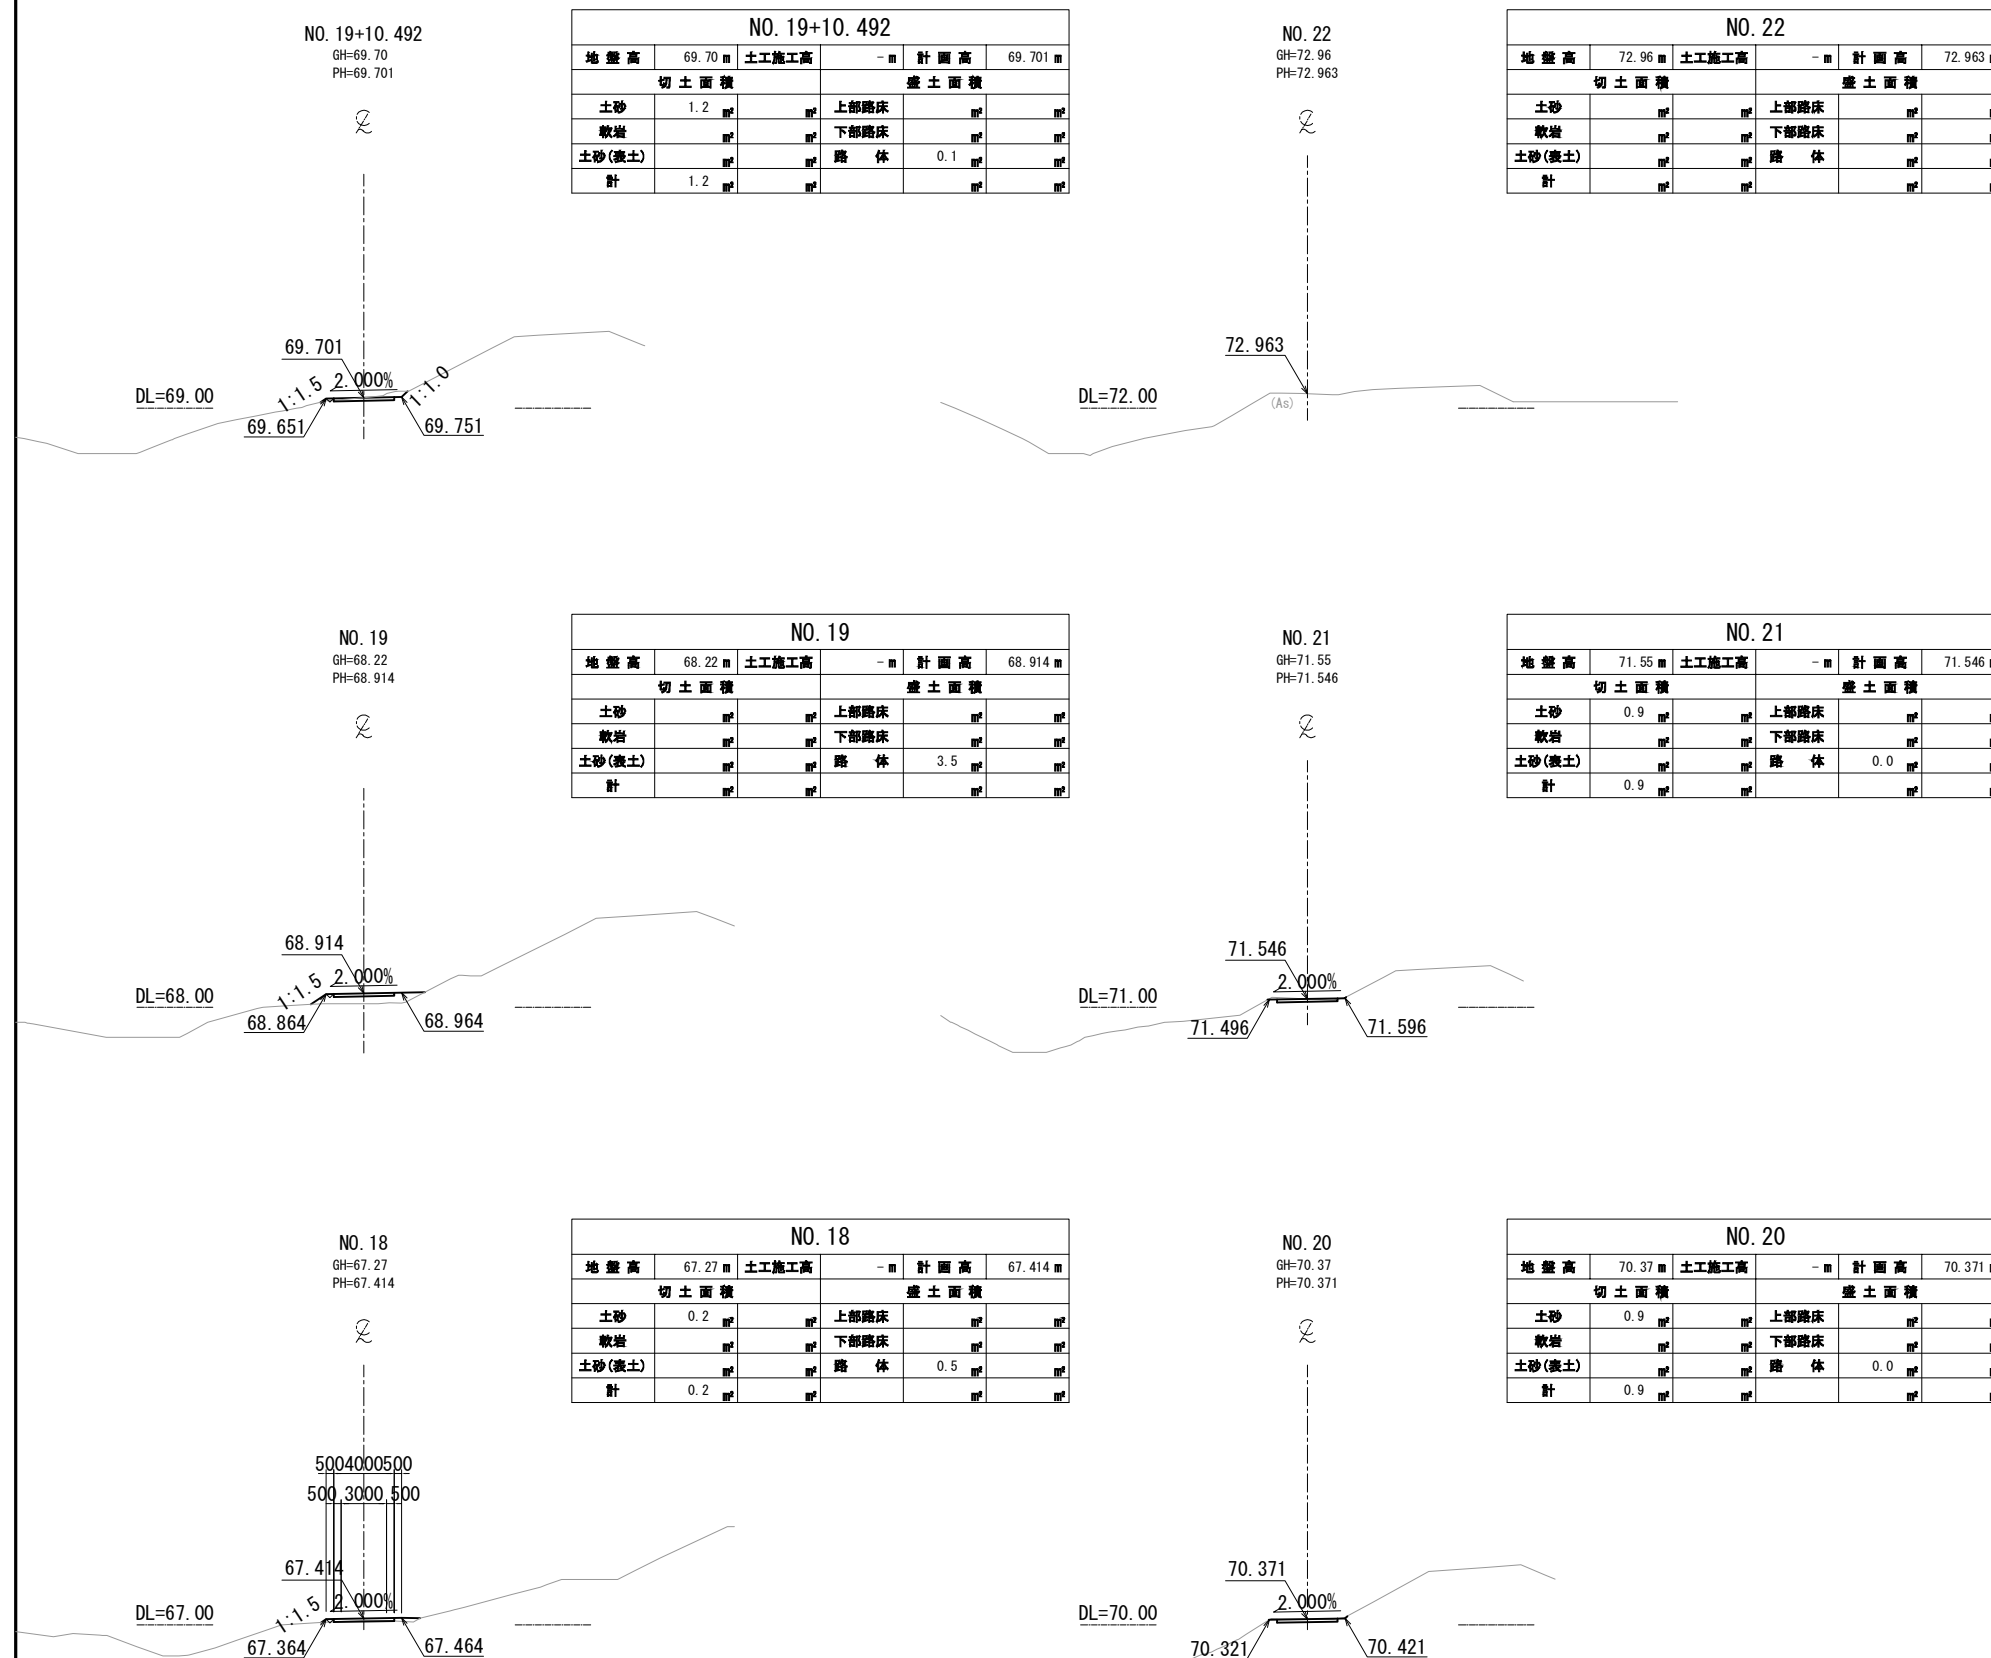 NO. 19+10.492
GH=69.70
PH=69.701
NO. 19+10.492
地 盤 高 69.70 m 土工施工高 - m 計 画 高 69.701 m
切 土 面 積 盛 土 面 積
土砂 1.2 ㎡ ㎡ 上部路床 ㎡ ㎡
軟岩 ㎡ ㎡ 下部路床 ㎡ ㎡
土砂(表土) ㎡ ㎡ 路 体 0.1 ㎡ ㎡
計 1.2 ㎡ ㎡ ㎡ ㎡
69.701
1:1.5 2.000% 1:1.0
DL=69.00
69.651 69.751
NO. 22
GH=72.96
PH=72.963
NO. 22
地 盤 高 72.96 m 土工施工高 - m 計 画 高 72.963
切 土 面 積 盛 土 面 積
土砂 ㎡ ㎡ 上部路床 ㎡
軟岩 ㎡ ㎡ 下部路床 ㎡
土砂(表土) ㎡ ㎡ 路 体 ㎡
計 ㎡ ㎡ ㎡
72.963
DL=72.00
(As)
NO. 19
GH=68.22
PH=68.914
NO. 19
地 盤 高 68.22 m 土工施工高 - m 計 画 高 68.914 m
切 土 面 積 盛 土 面 積
土砂 ㎡ ㎡ 上部路床 ㎡ ㎡
軟岩 ㎡ ㎡ 下部路床 ㎡ ㎡
土砂(表土) ㎡ ㎡ 路 体 3.5 ㎡ ㎡
計 ㎡ ㎡ ㎡ ㎡
68.914
1:1.5 2.000%
DL=68.00
68.864 68.964
NO. 21
GH=71.55
PH=71.546
NO. 21
地 盤 高 71.55 m 土工施工高 - m 計 画 高 71.546
切 土 面 積 盛 土 面 積
土砂 0.9 ㎡ ㎡ 上部路床 ㎡
軟岩 ㎡ ㎡ 下部路床 ㎡
土砂(表土) ㎡ ㎡ 路 体 0.0 ㎡
計 0.9 ㎡ ㎡ ㎡
71.546
2.000%
DL=71.00
71.496 71.596
NO. 18
GH=67.27
PH=67.414
NO. 18
地 盤 高 67.27 m 土工施工高 - m 計 画 高 67.414 m
切 土 面 積 盛 土 面 積
土砂 0.2 ㎡ ㎡ 上部路床 ㎡ ㎡
軟岩 ㎡ ㎡ 下部路床 ㎡ ㎡
土砂(表土) ㎡ ㎡ 路 体 0.5 ㎡ ㎡
計 0.2 ㎡ ㎡ ㎡ ㎡
500 4000 500
500 3000 500
67.414
1:1.5 2.000%
DL=67.00
67.364 67.464
NO. 20
GH=70.37
PH=70.371
NO. 20
地 盤 高 70.37 m 土工施工高 - m 計 画 高 70.371
切 土 面 積 盛 土 面 積
土砂 0.9 ㎡ ㎡ 上部路床 ㎡
軟岩 ㎡ ㎡ 下部路床 ㎡
土砂(表土) ㎡ ㎡ 路 体 0.0 ㎡
計 0.9 ㎡ ㎡ ㎡
70.371
2.000%
DL=70.00
70.321 70.421